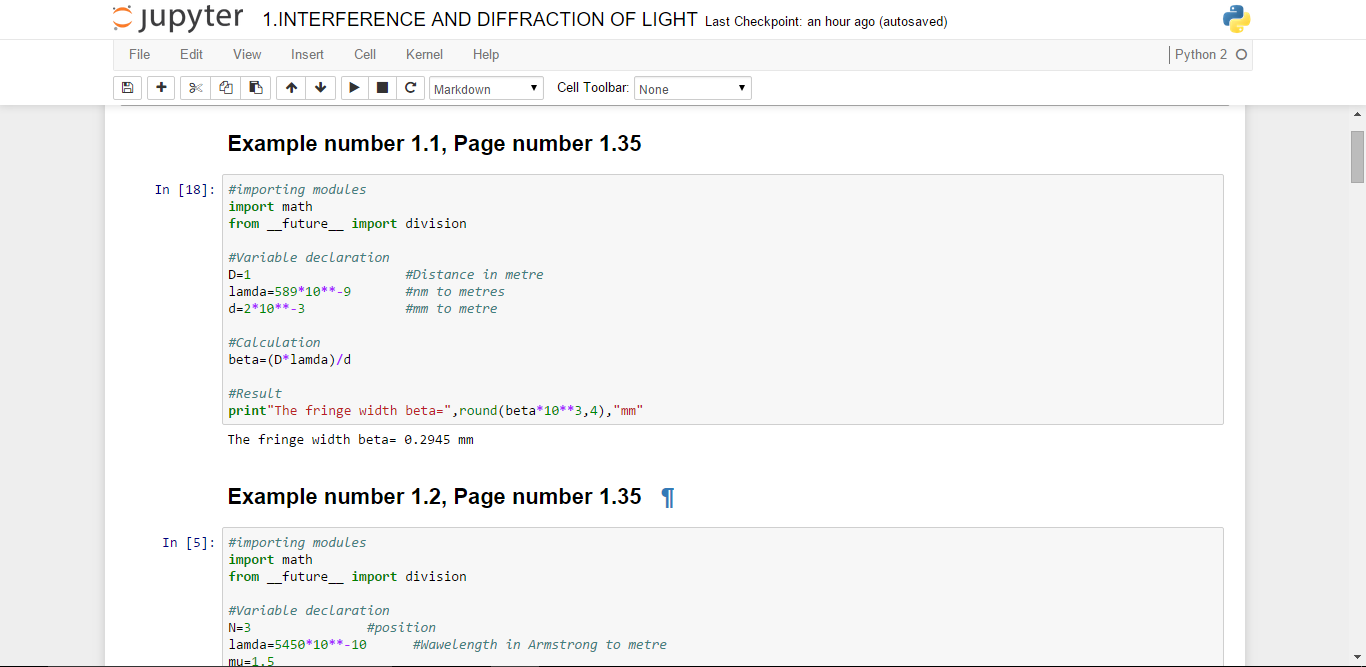 jupyter 1.INTERFERENCE AND DIFFRACTION OF LIGHT Last Checkpoint: an hour ago (autosaved)
File Edit View Insert Cell Kernel Help Python 2
Markdown Cell Toolbar: None
Example number 1.1, Page number 1.35
In [18]: #importing modules
import math
from __future__ import division
#Variable declaration
D=1 #Distance in metre
lamda=589*10**-9 #nm to metres
d=2*10**-3 #mm to metre
#Calculation
beta=(D*lamda)/d
#Result
print"The fringe width beta=",round(beta*10**3,4),"mm"
The fringe width beta= 0.2945 mm
Example number 1.2, Page number 1.35 ¶
In [5]: #importing modules
import math
from __future__ import division
#Variable declaration
N=3 #position
lamda=5450*10**-10 #Wawelength in Armstrong to metre
mu=1.5